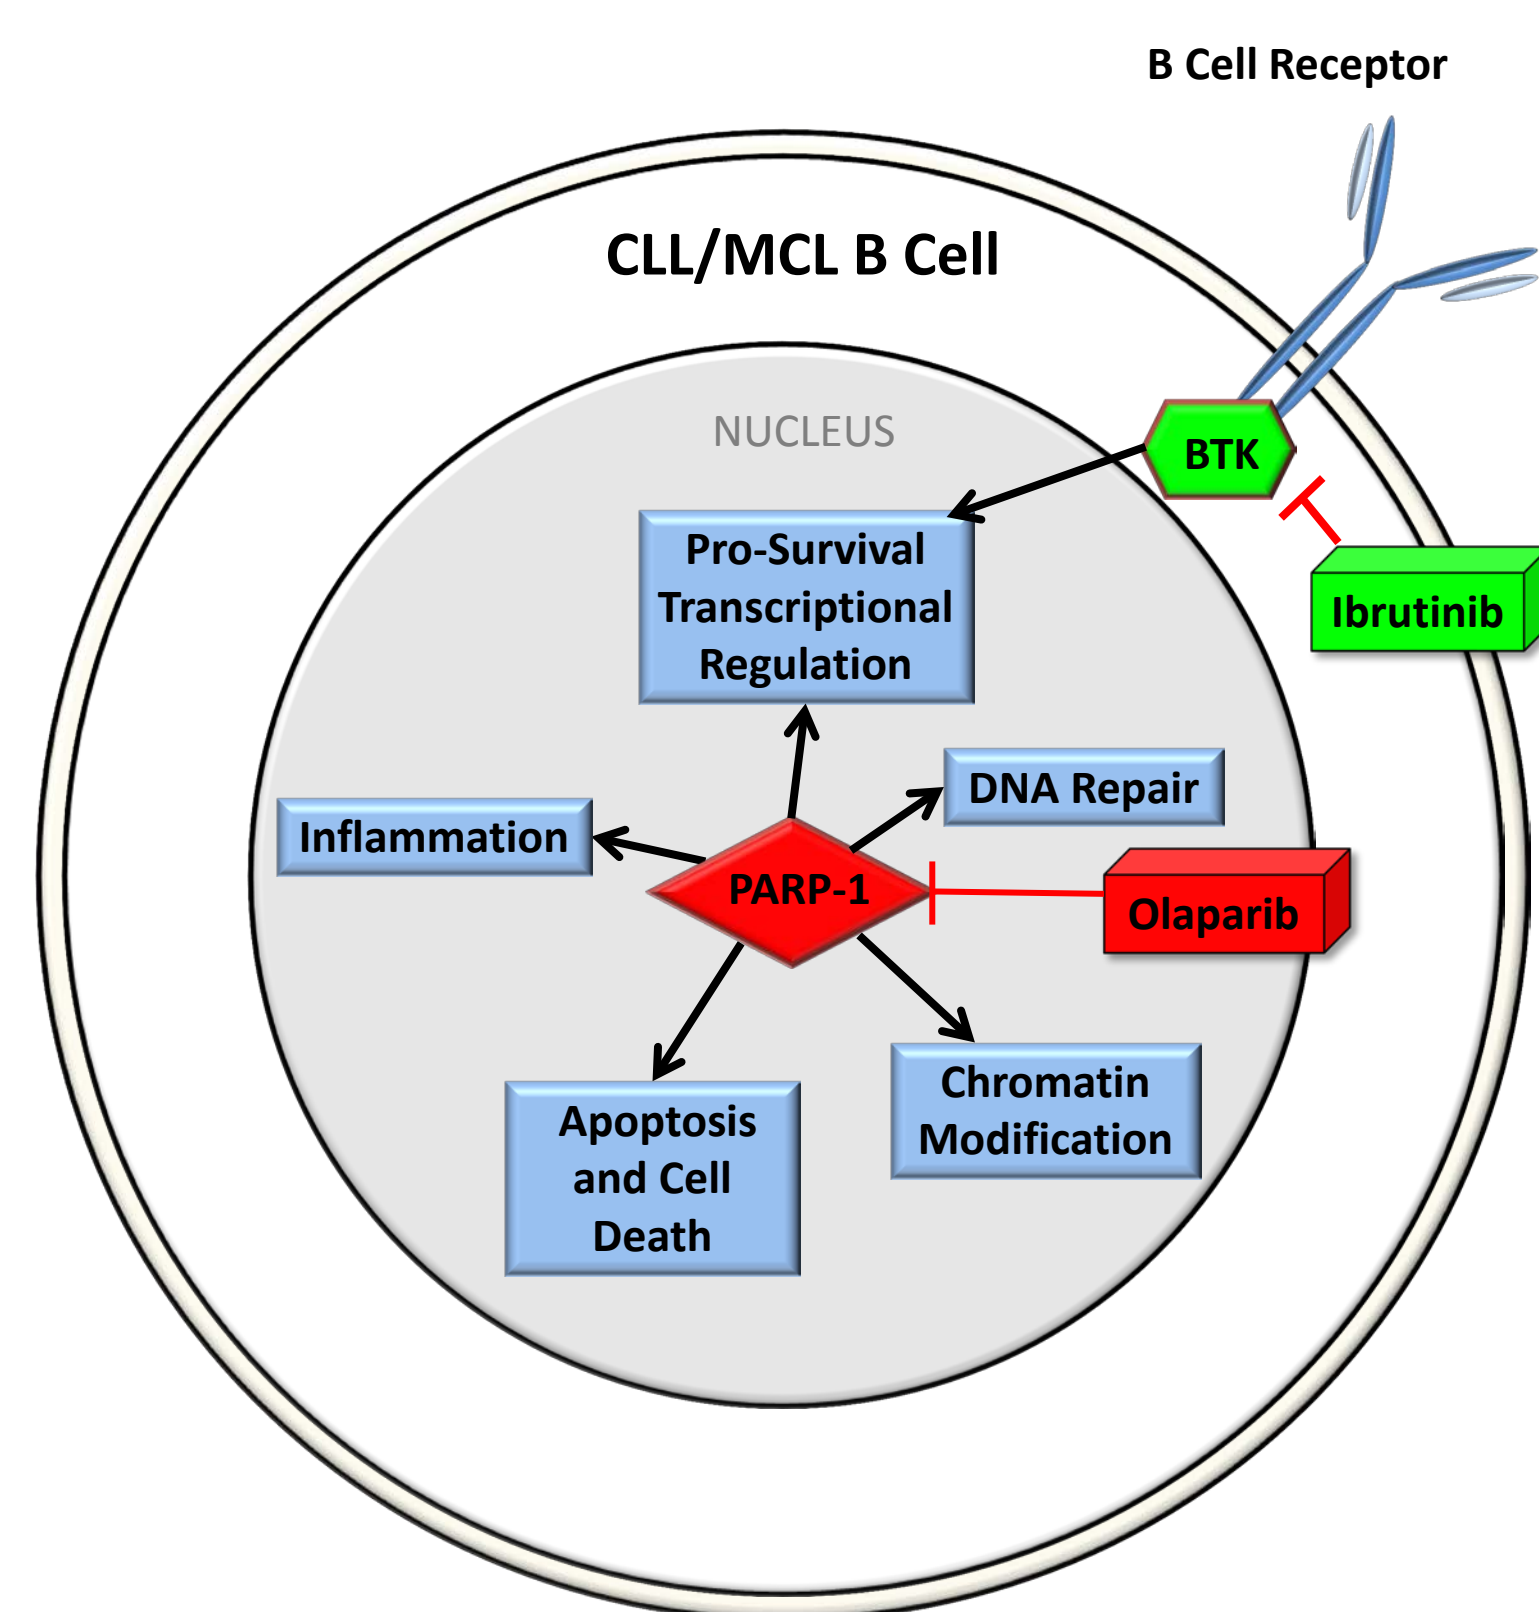 B Cell Receptor
CLL/MCL B Cell
NUCLEUS
BTK
Pro-Survival
Transcriptional
Regulation
Ibrutinib
DNA Repair
Inflammation
PARP-1
Olaparib
Chromatin
Modification
Apoptosis
and Cell
Death